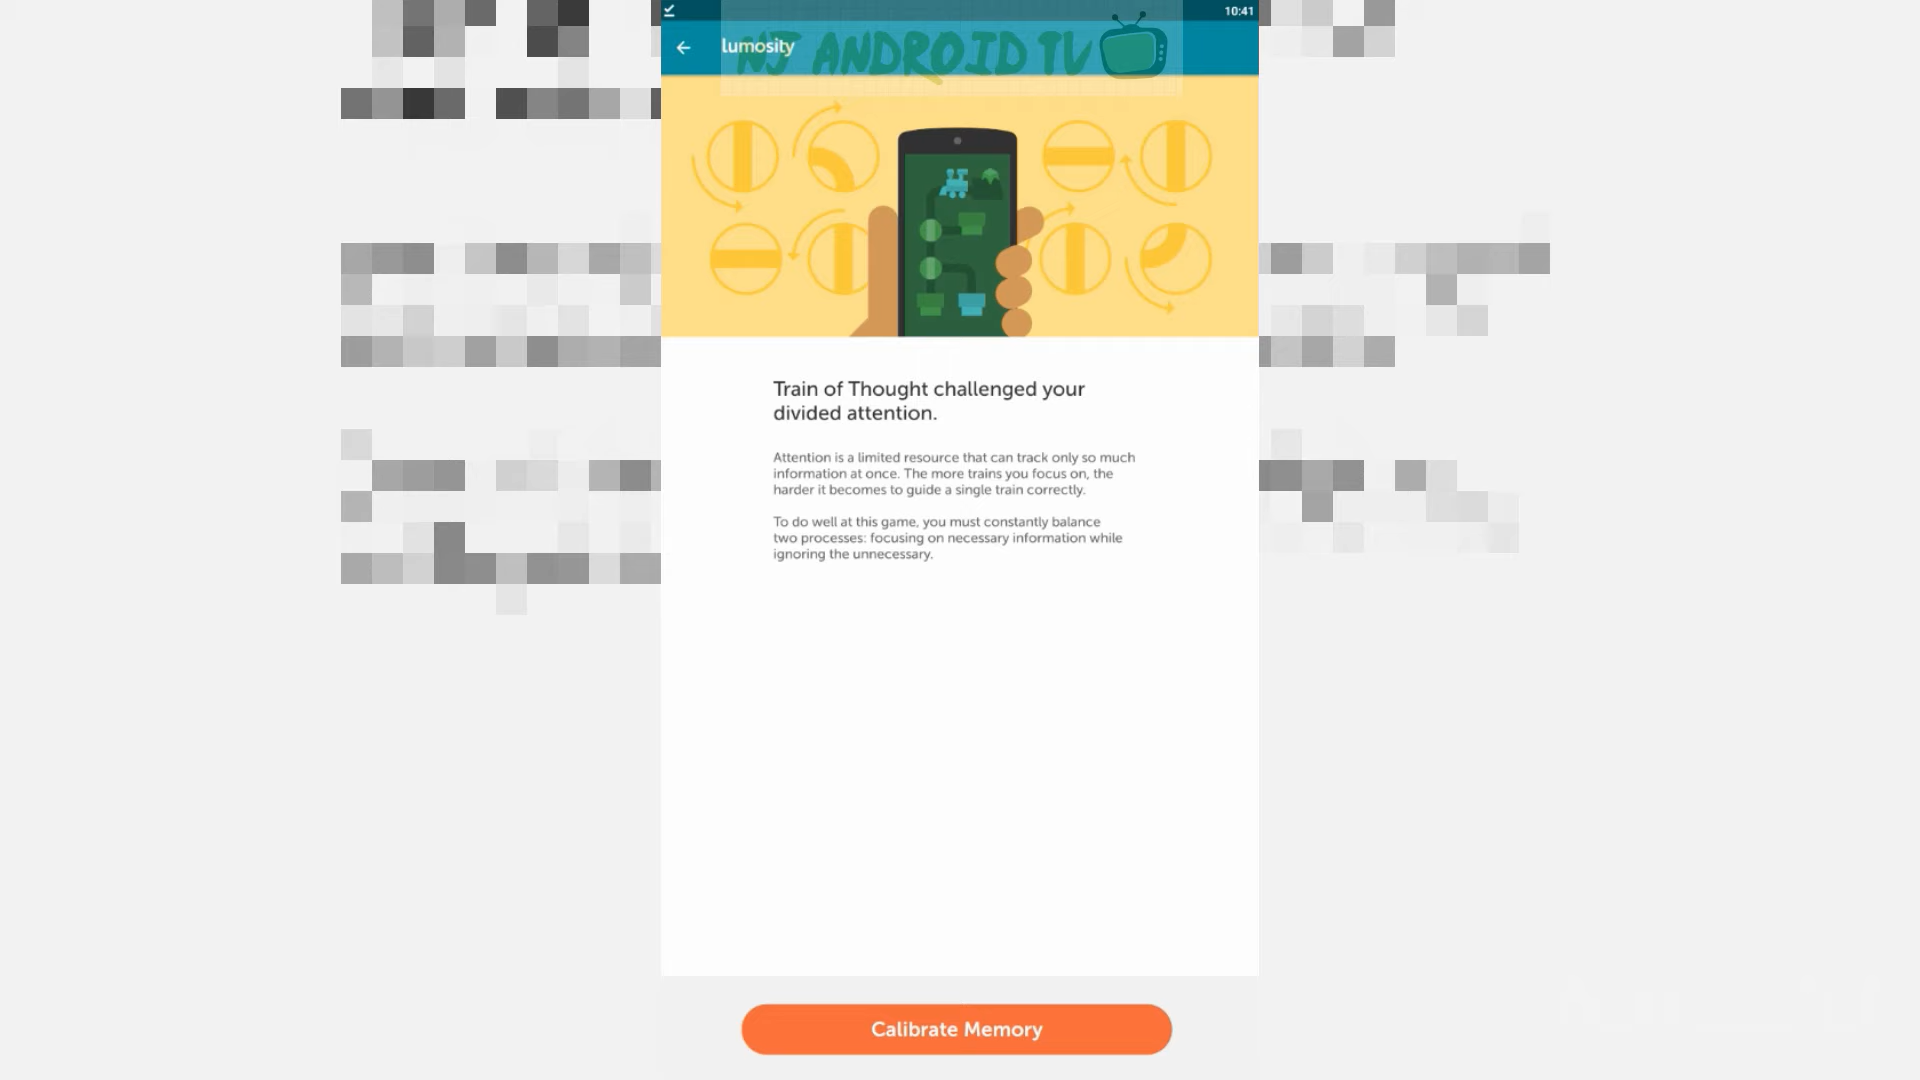 10:41
lumosity
NJ ANDROID TV
Train of Thought challenged your
divided attention.
Attention is a limited resource that can track only so much
information at once. The more trains you focus on, the
harder it becomes to guide a single train correctly.
To do well at this game, you must constantly balance
two processes: focusing on necessary information while
ignoring the unnecessary.
Calibrate Memory